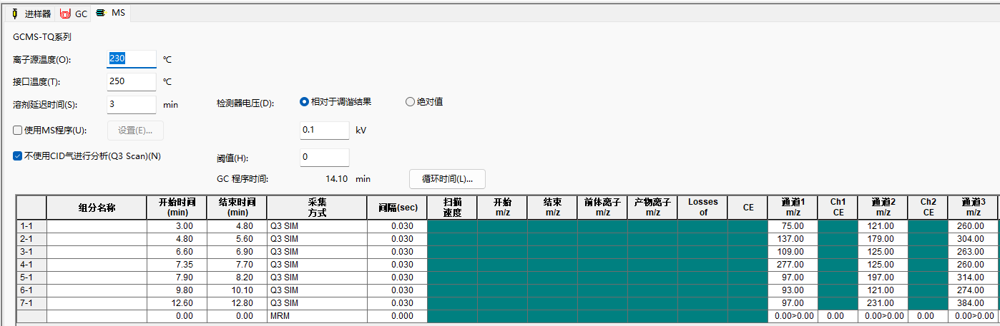 进样器 GC MS
GCMS-TQ系列
离子源温度(O): 230 ℃
接口温度(T): 250 ℃
溶剂延迟时间(S): 3 min 检测器电压(D): 相对于调谐结果 绝对值
使用MS程序(U): 设置(E)... 0.1 kV
不使用CID气进行分析(Q3 Scan)(N) 阈值(H): 0
GC 程序时间: 14.10 min 循环时间(L)...
组分名称 开始时间 (min) 结束时间 (min) 采集 方式 间隔(sec) 扫描 速度 开始 m/z 结束 m/z 前体离子 m/z 产物离子 m/z Losses of CE 通道1 m/z Ch1 CE 通道2 m/z Ch2 CE 通道3 m/z
1-1 3.00 4.80 Q3 SIM 0.030 75.00 121.00 260.00
2-1 4.80 5.60 Q3 SIM 0.030 137.00 179.00 304.00
3-1 6.60 6.90 Q3 SIM 0.030 109.00 125.00 263.00
4-1 7.35 7.70 Q3 SIM 0.030 277.00 125.00 260.00
5-1 7.90 8.20 Q3 SIM 0.030 97.00 197.00 314.00
6-1 9.80 10.10 Q3 SIM 0.030 93.00 121.00 274.00
7-1 12.60 12.80 Q3 SIM 0.030 97.00 231.00 384.00
0.00 0.00 MRM 0.000 0.00>0.00 0.00 0.00>0.00 0.00 0.00>0.00